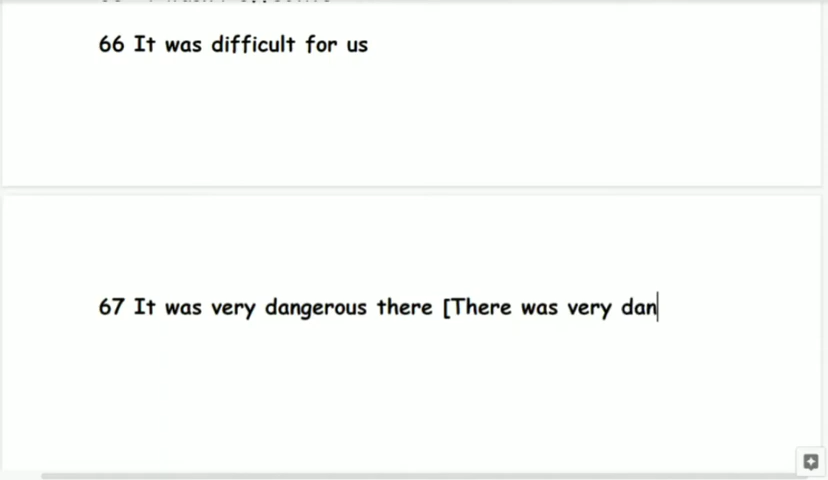 66 It was difficult for us
67 It was very dangerous there [There was very dan